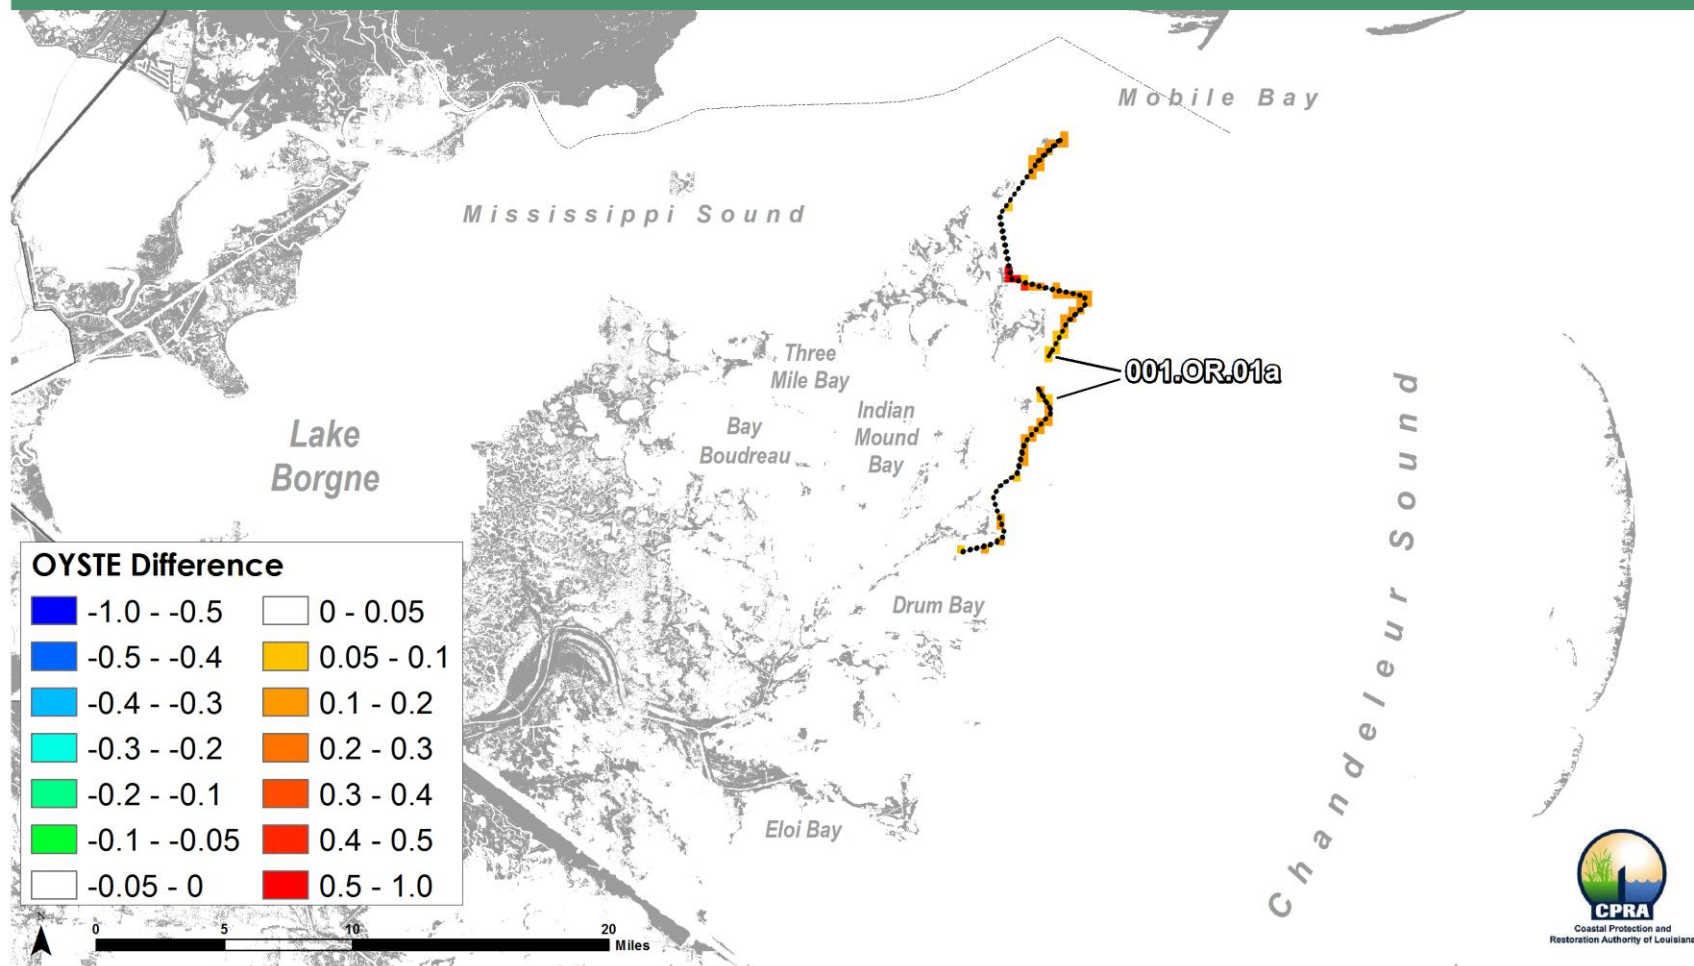 Mobile Bay
Mississippi Sound
Three
Mile Bay
001.OR.01a
Indian
Mound
Bay
Bay
Boudreau
Lake
Borgne
Chandeleur Sound
Drum Bay
Eloi Bay
OYSTE Difference
-1.0 - -0.5
-0.5 - -0.4
-0.4 - -0.3
-0.3 - -0.2
-0.2 - -0.1
-0.1 - -0.05
-0.05 - 0
0 - 0.05
0.05 - 0.1
0.1 - 0.2
0.2 - 0.3
0.3 - 0.4
0.4 - 0.5
0.5 - 1.0
N
0 5 10 20
Miles
CPRA
Coastal Protection and
Restoration Authority of Louisiana